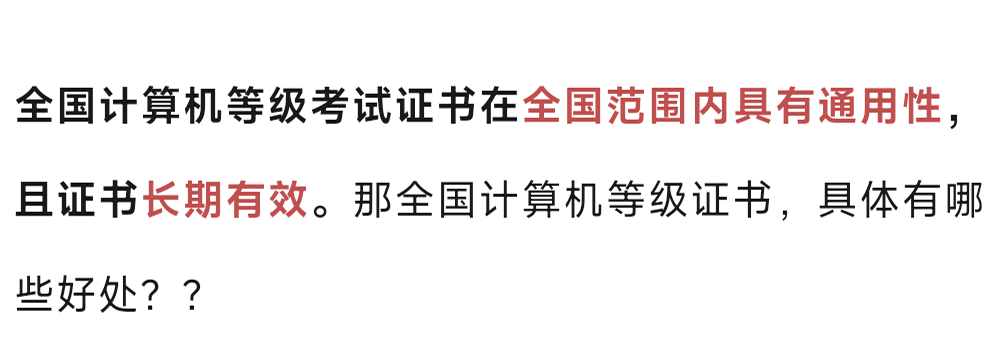 全国计算机等级考试证书在全国范围内具有通用性，
且证书长期有效。那全国计算机等级证书，具体有哪
些好处？？